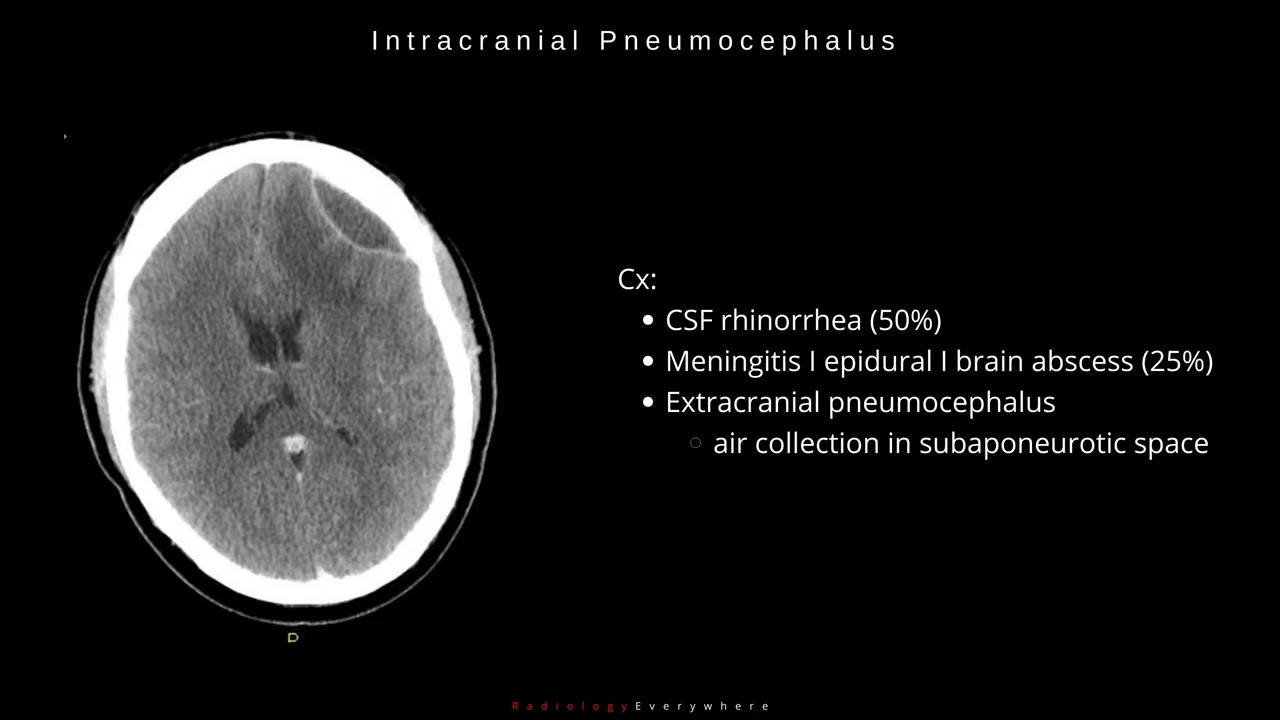 Intracranial Pneumocephalus
Cx:
CSF rhinorrhea (50%)
Meningitis I epidural I brain abscess (25%)
Extracranial pneumocephalus
air collection in subaponeurotic space
D
RadiologyEverywhere